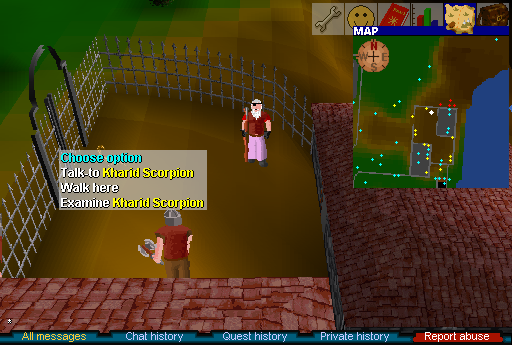 MAP
N
W E
S
Choose option
Talk-to Kharid Scorpion
Walk here
Examine Kharid Scorpion
*
All messages
Chat history
Quest history
Private history
Report abuse